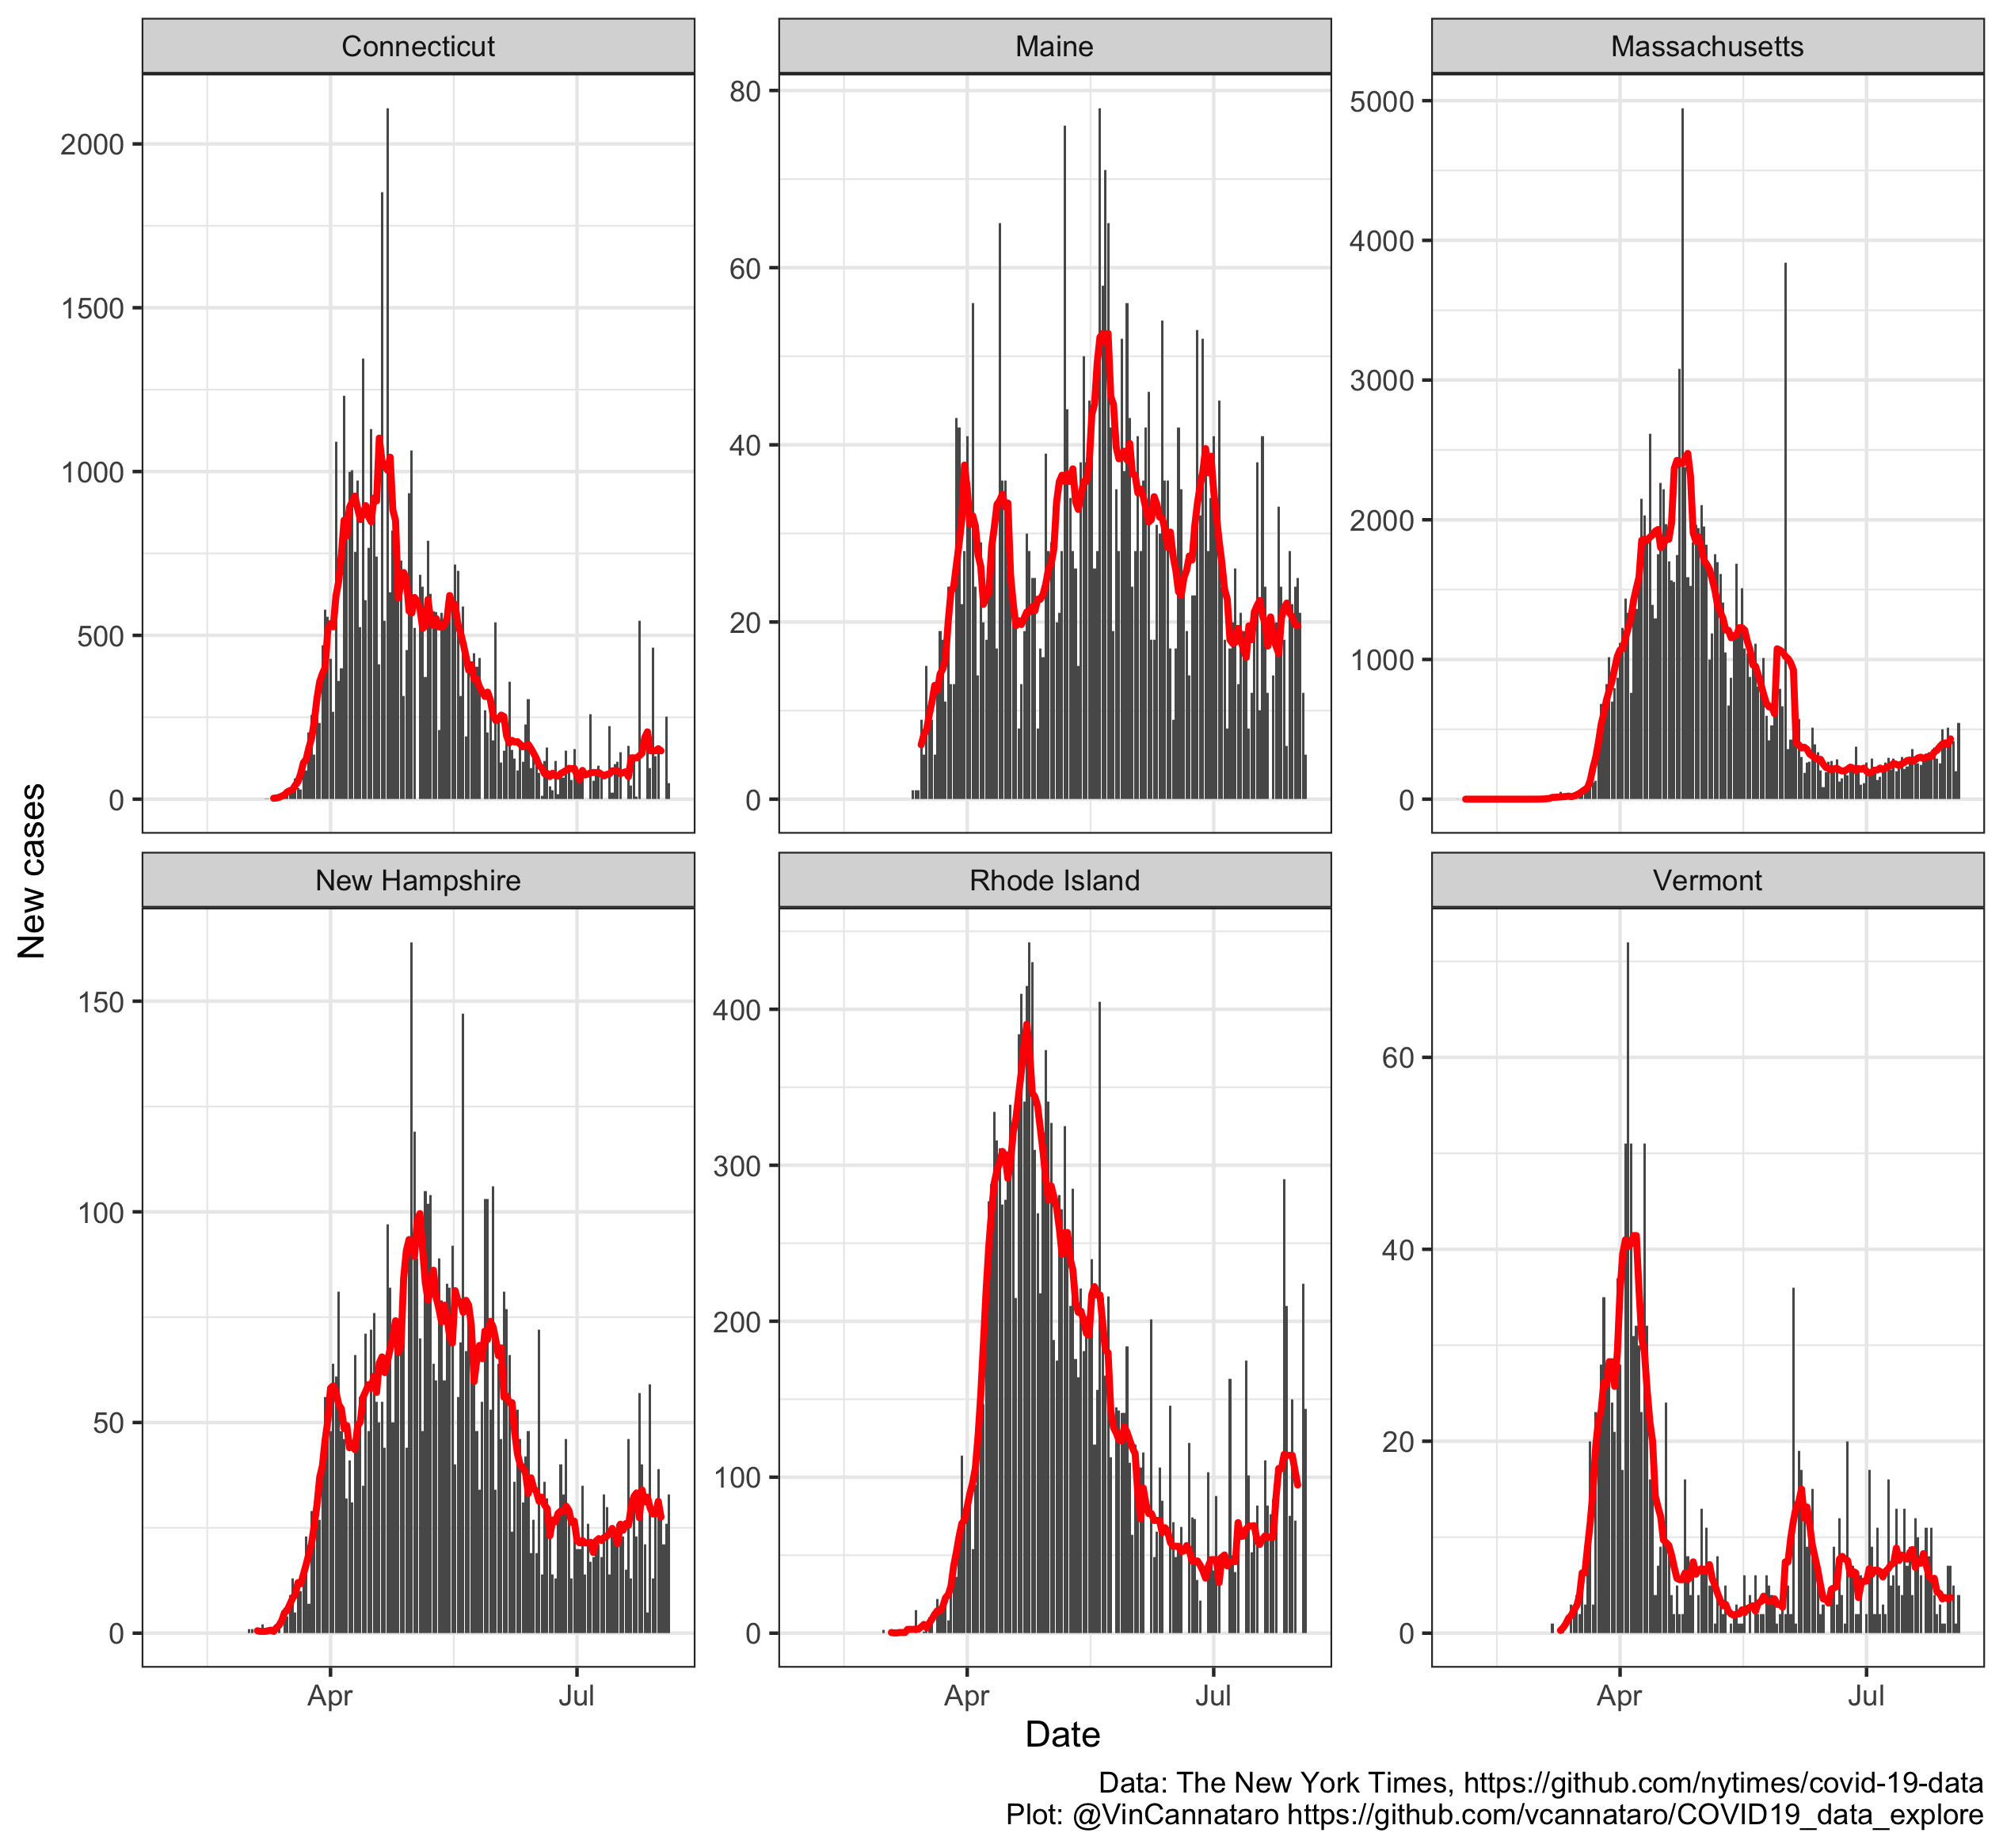 Connecticut
Maine
Massachusetts
2000
1500
1000
500
0
80
60
40
20
0
5000
4000
3000
2000
1000
0
New cases
New Hampshire
Rhode Island
Vermont
150
100
50
0
400
300
200
100
0
60
40
20
0
Apr
Jul
Apr
Jul
Apr
Jul
Date
Data: The New York Times, https://github.com/nytimes/covid-19-data
Plot: @VinCannataro https://github.com/vcannataro/COVID19_data_explore